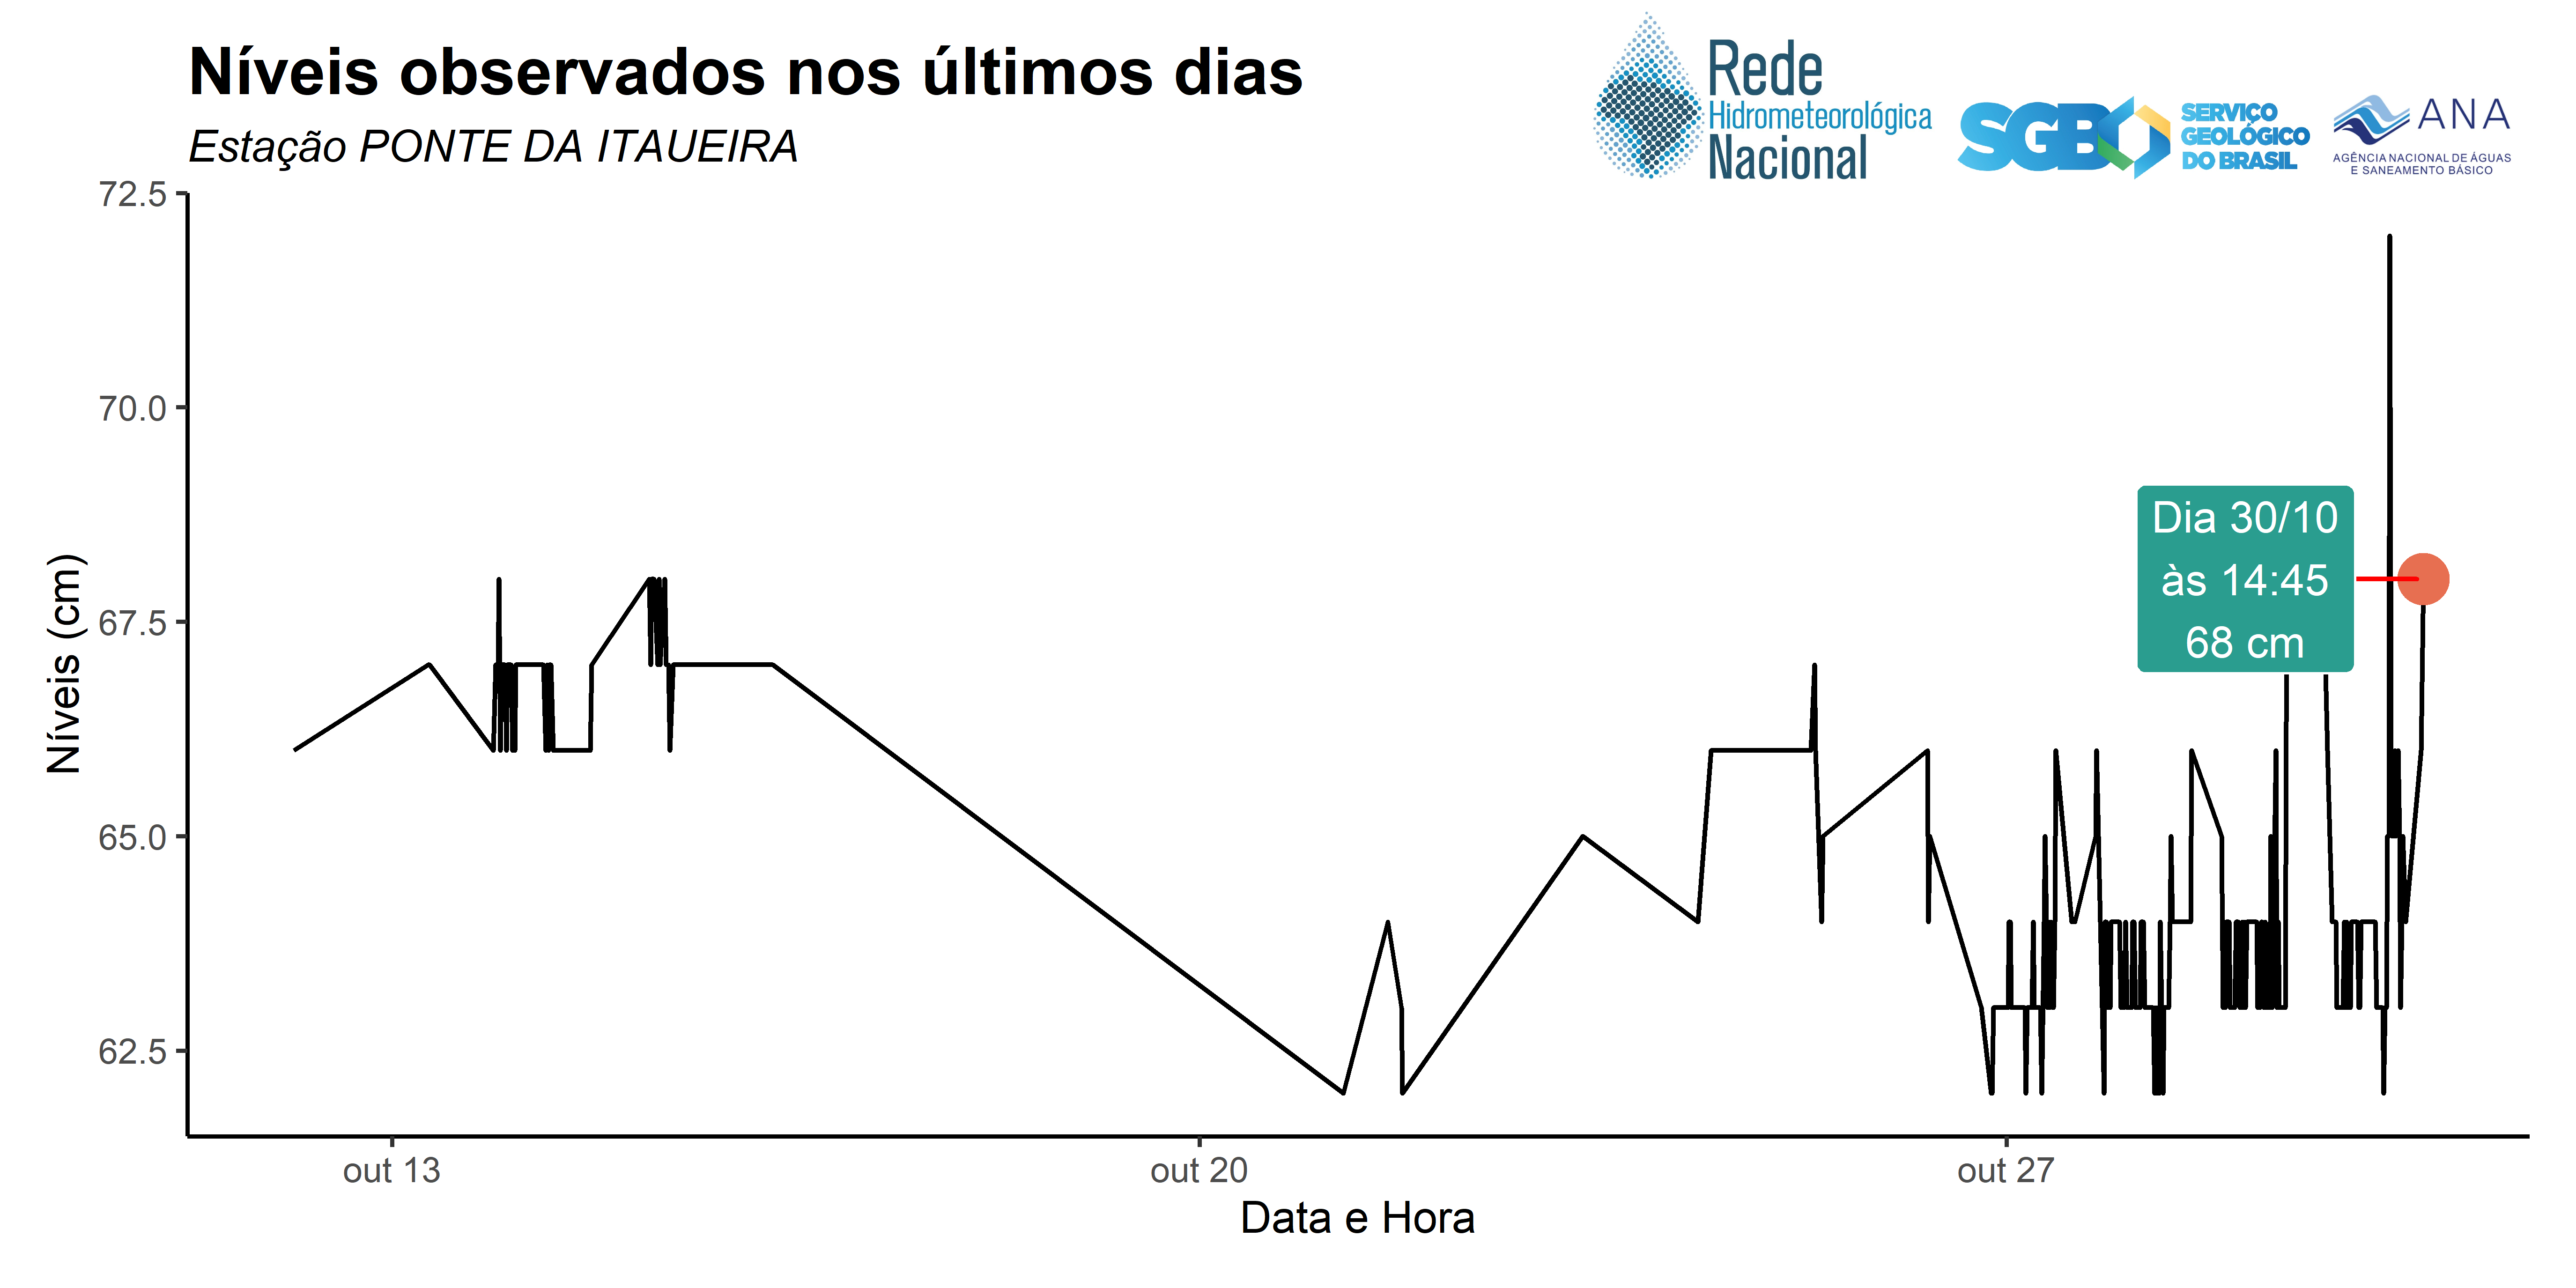 Níveis observados nos últimos dias
Estação PONTE DA ITAUEIRA
Rede
Hidrometeorológica
Nacional
SGB
SERVIÇO
GEOLÓGICO
DO BRASIL
ANA
AGÊNCIA NACIONAL DE ÁGUAS
E SANEAMENTO BÁSICO
72.5
70.0
67.5
65.0
62.5
Níveis (cm)
Dia 30/10
às 14:45
68 cm
out 13
out 20
out 27
Data e Hora